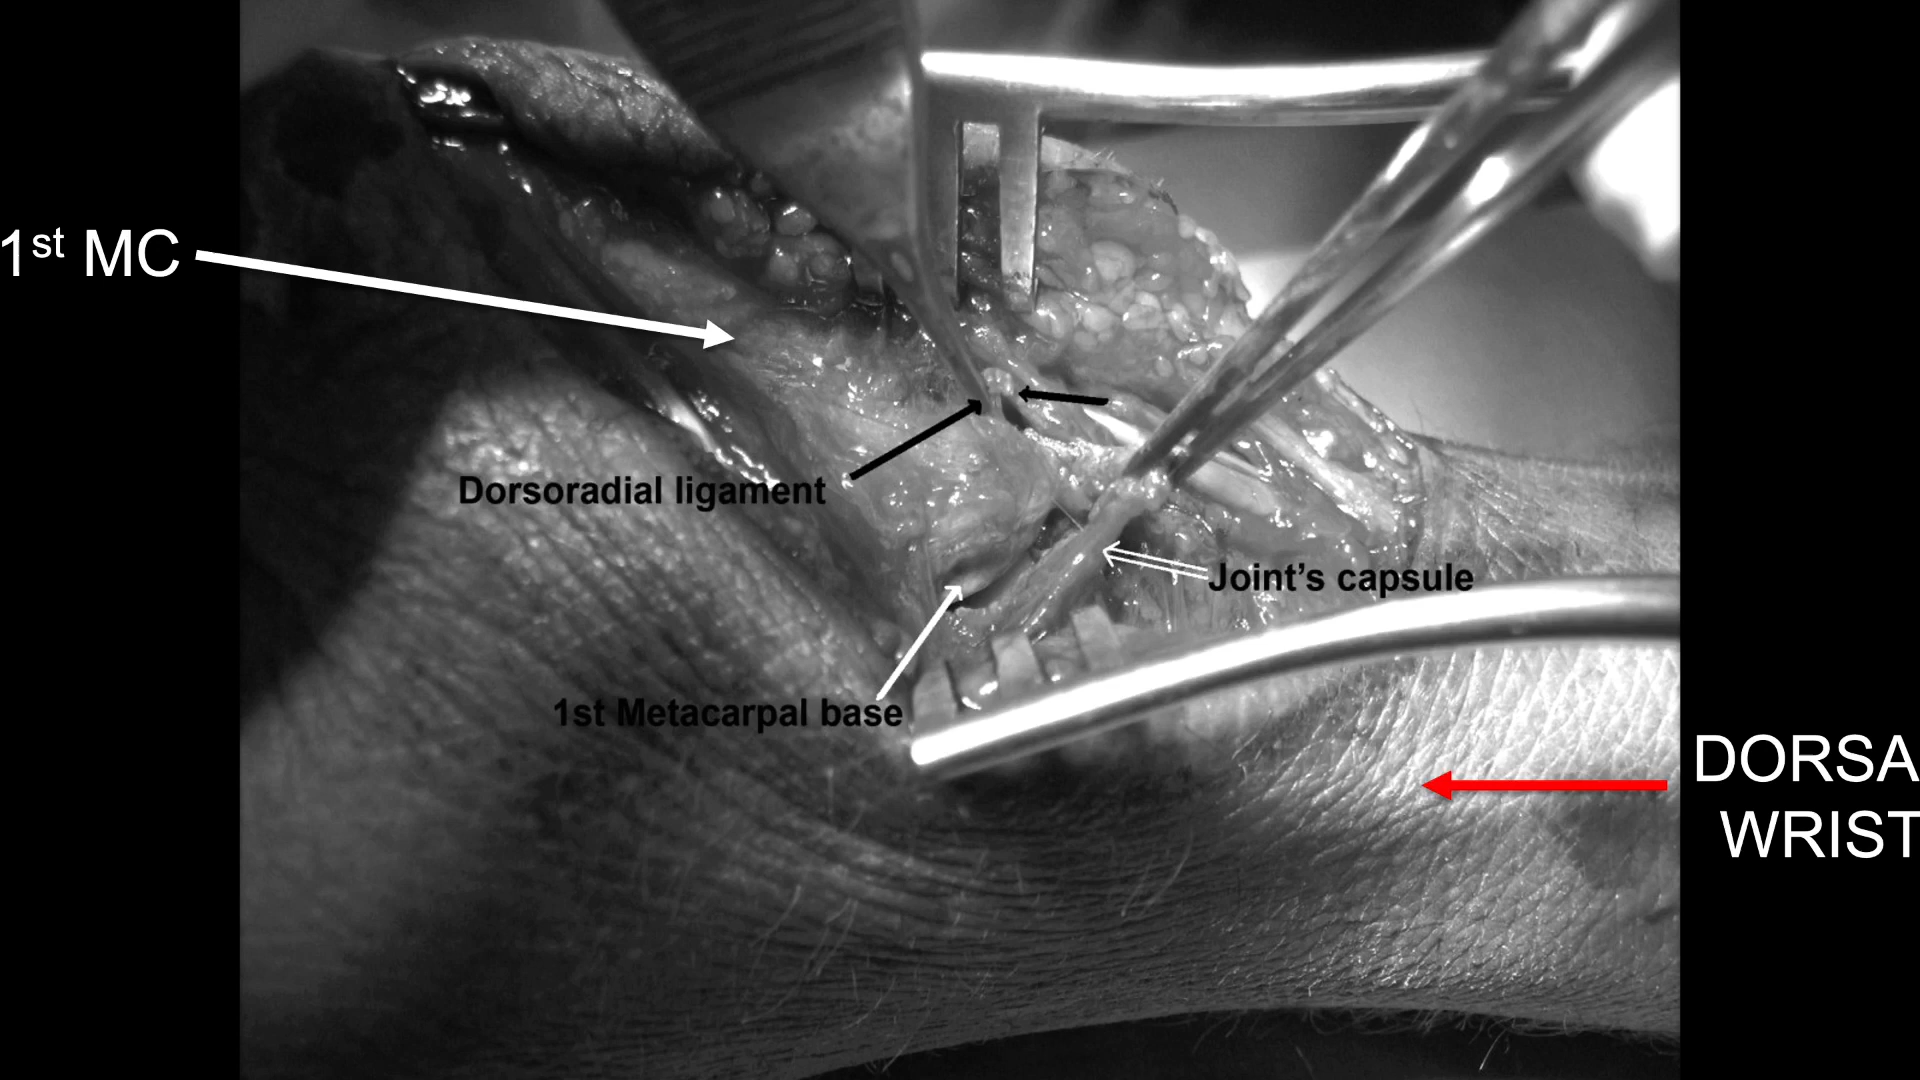 1st MC
Dorsoradial ligament
Joint's capsule
1st Metacarpal base
DORSA
WRIST